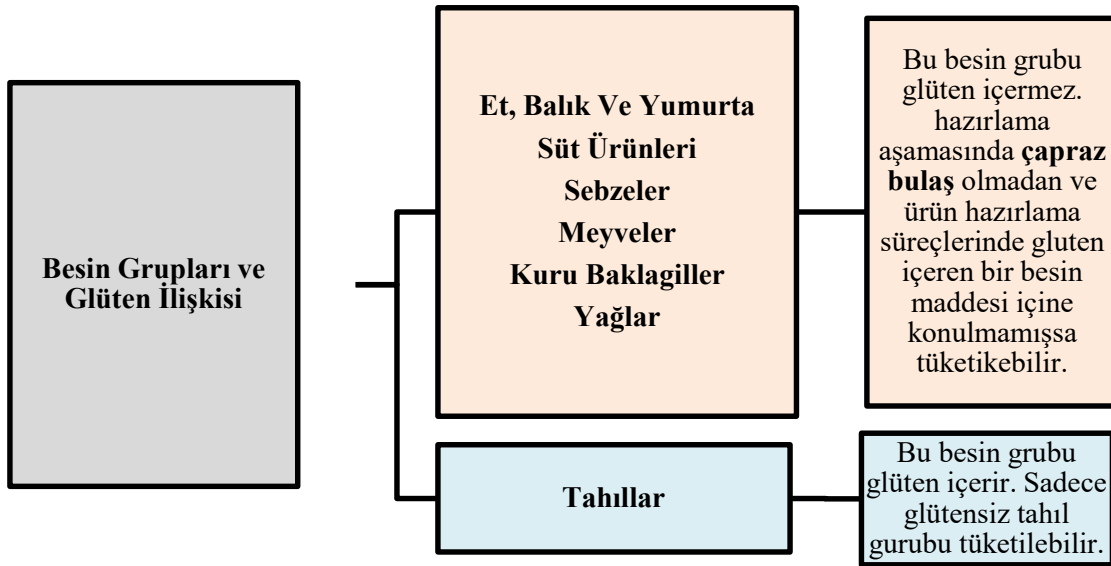 Besin Grupları ve
Glüten İlişkisi
Et, Balık Ve Yumurta
Süt Ürünleri
Sebzeler
Meyveler
Kuru Baklagiller
Yağlar
Bu besin grubu
glüten içermez.
hazırlama
aşamasında çapraz
bulaş olmadan ve
ürün hazırlama
süreçlerinde gluten
içeren bir besin
maddesi içine
konulmamışsa
tüketikebilir.
Tahıllar
Bu besin grubu
glüten içerir. Sadece
glütensiz tahıl
gurubu tüketilebilir.